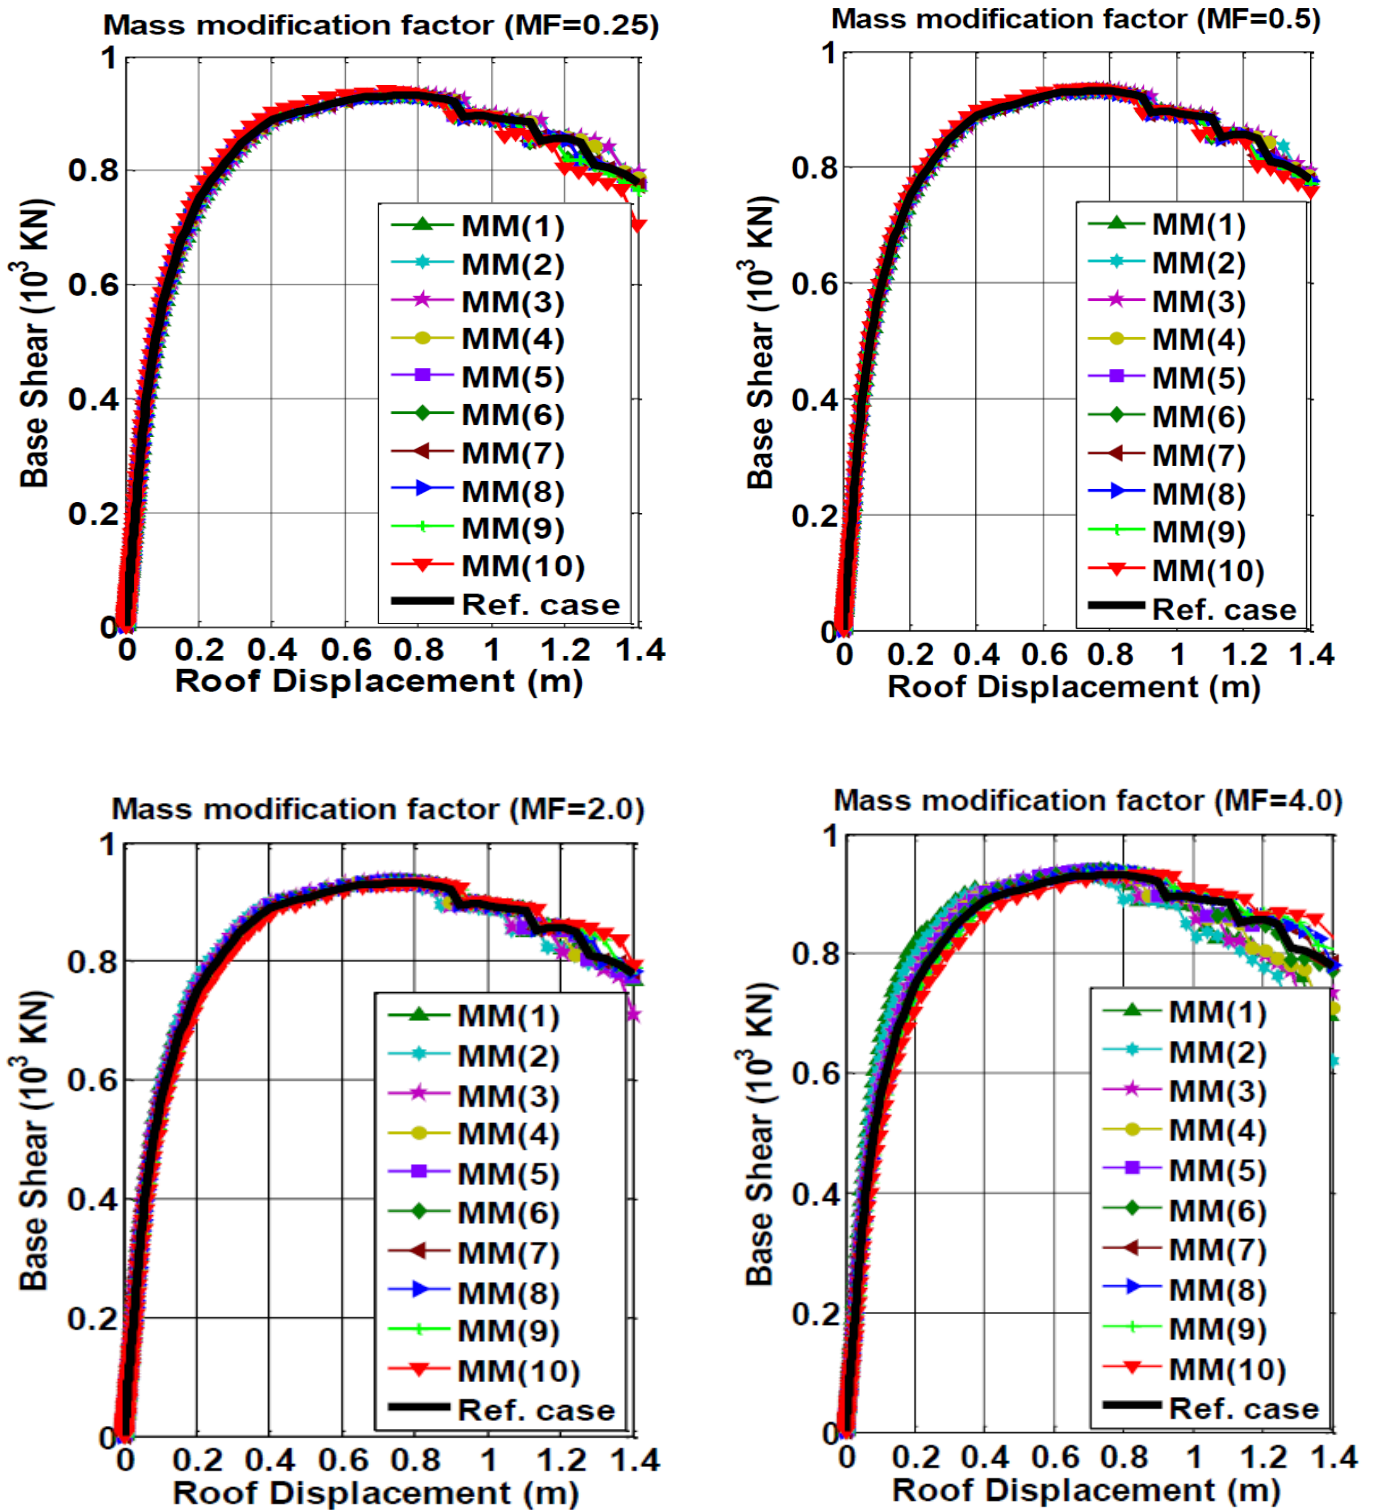 Mass modification factor (MF=0.25)
1
0.8
0.6
0.4
0.2
0
Base Shear (10³ KN)
MM(1)
MM(2)
MM(3)
MM(4)
MM(5)
MM(6)
MM(7)
MM(8)
MM(9)
MM(10)
Ref. case
0 0.2 0.4 0.6 0.8 1 1.2 1.4
Roof Displacement (m)
Mass modification factor (MF=0.5)
1
0.8
0.6
0.4
0.2
0
Base Shear (10³ KN)
MM(1)
MM(2)
MM(3)
MM(4)
MM(5)
MM(6)
MM(7)
MM(8)
MM(9)
MM(10)
Ref. case
0 0.2 0.4 0.6 0.8 1 1.2 1.4
Roof Displacement (m)
Mass modification factor (MF=2.0)
1
0.8
0.6
0.4
0.2
0
Base Shear (10³ KN)
MM(1)
MM(2)
MM(3)
MM(4)
MM(5)
MM(6)
MM(7)
MM(8)
MM(9)
MM(10)
Ref. case
0 0.2 0.4 0.6 0.8 1 1.2 1.4
Roof Displacement (m)
Mass modification factor (MF=4.0)
1
0.8
0.6
0.4
0.2
0
Base Shear (10³ KN)
MM(1)
MM(2)
MM(3)
MM(4)
MM(5)
MM(6)
MM(7)
MM(8)
MM(9)
MM(10)
Ref. case
0 0.2 0.4 0.6 0.8 1 1.2 1.4
Roof Displacement (m)